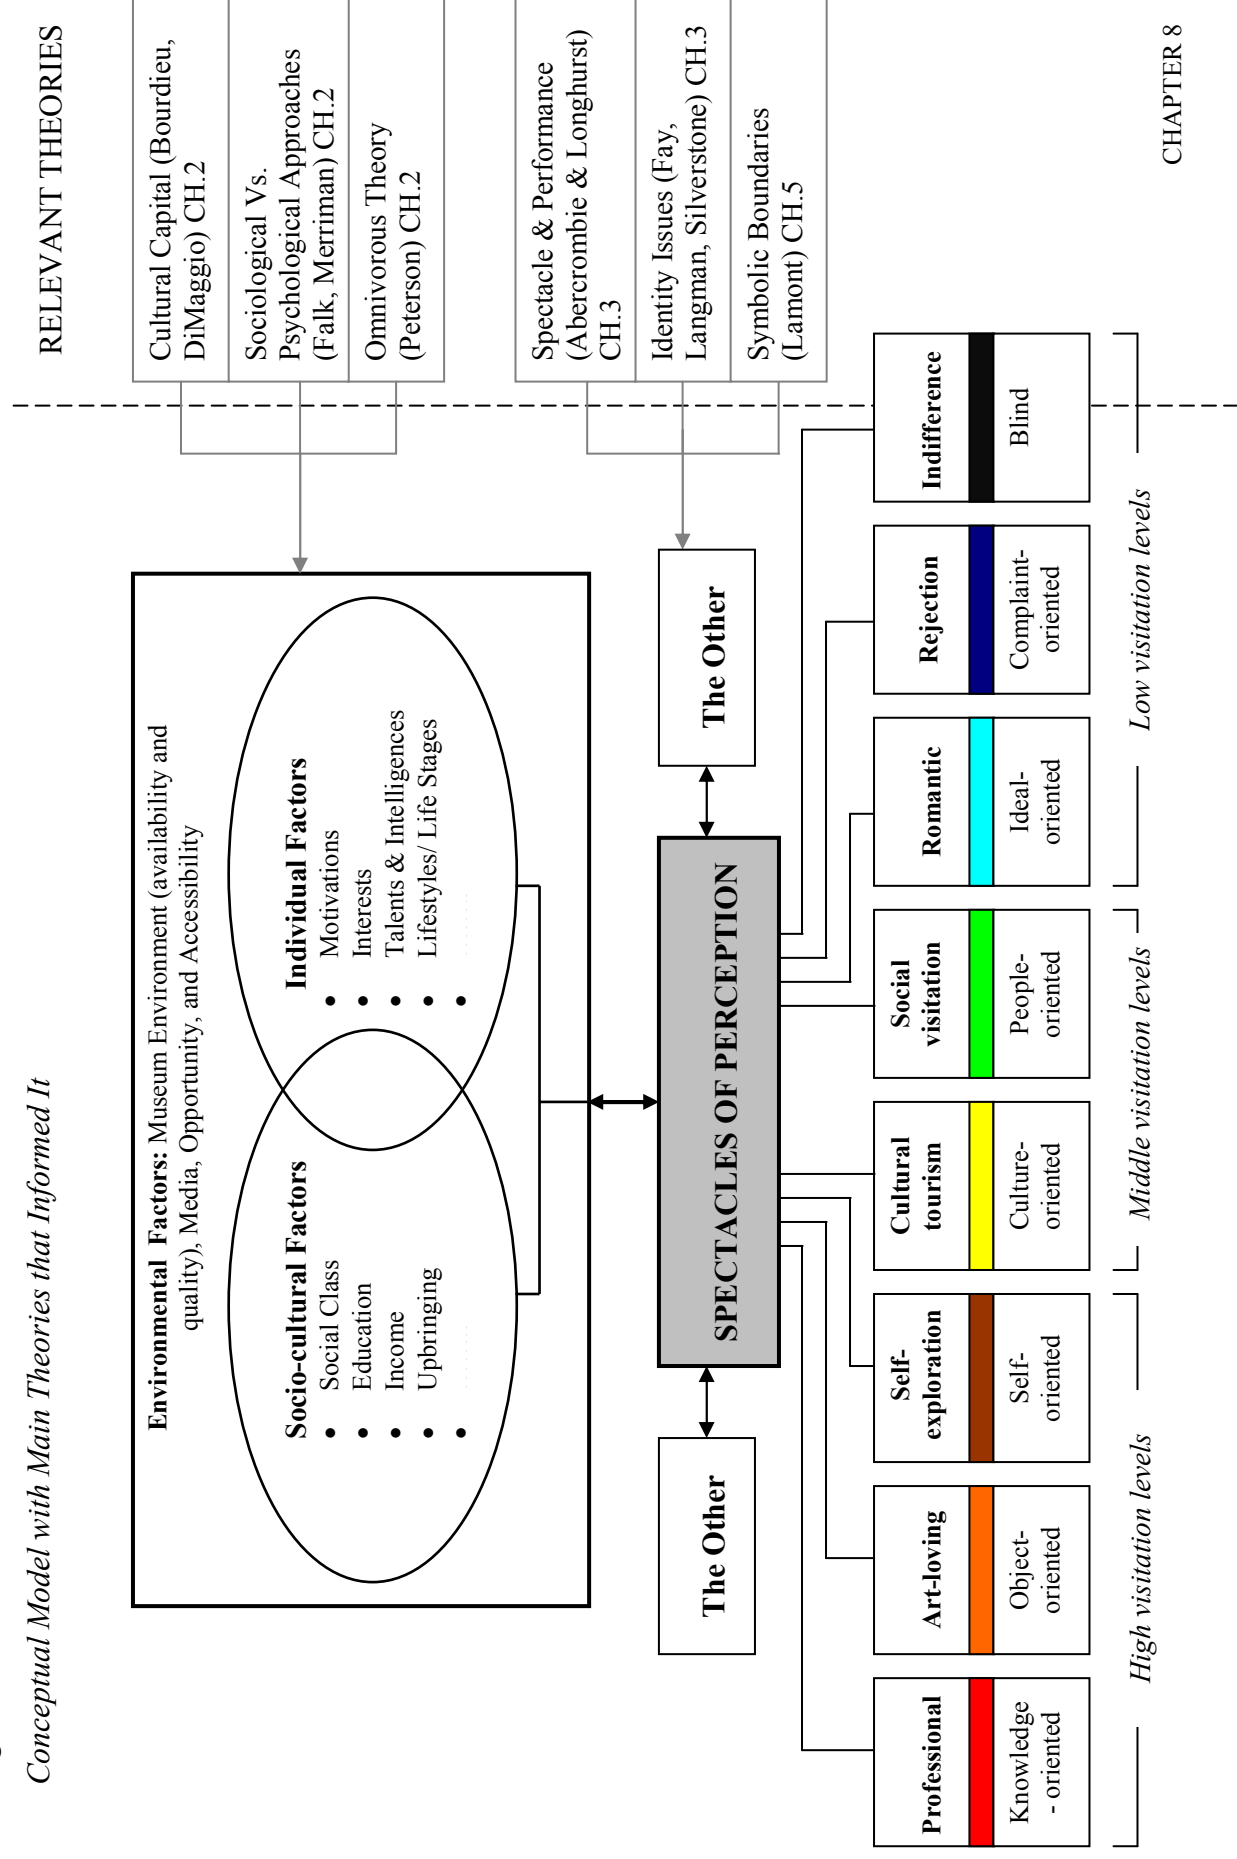 Conceptual Model with Main Theories that Informed It
RELEVANT THEORIES
Environmental Factors: Museum Environment (availability and
quality), Media, Opportunity, and Accessibility
Socio-cultural Factors
• Social Class
• Education
• Income
• Upbringing
• ........
Individual Factors
• Motivations
• Interests
• Talents & Intelligences
• Lifestyles/ Life Stages
• ........
Cultural Capital (Bourdieu,
DiMaggio) CH.2
Sociological Vs.
Psychological Approaches
(Falk, Merriman) CH.2
Omnivorous Theory
(Peterson) CH.2
The Other
SPECTACLES OF PERCEPTION
The Other
Spectacle & Performance
(Abercrombie & Longhurst)
CH.3
Identity Issues (Fay,
Langman, Silverstone) CH.3
Symbolic Boundaries
(Lamont) CH.5
Professional
Knowledge
- oriented
Art-loving
Object-
oriented
Self-
exploration
Self-
oriented
Cultural
tourism
Culture-
oriented
Social
visitation
People-
oriented
Romantic
Ideal-
oriented
Rejection
Complaint-
oriented
Indifference
Blind
High visitation levels
Middle visitation levels
Low visitation levels
CHAPTER 8